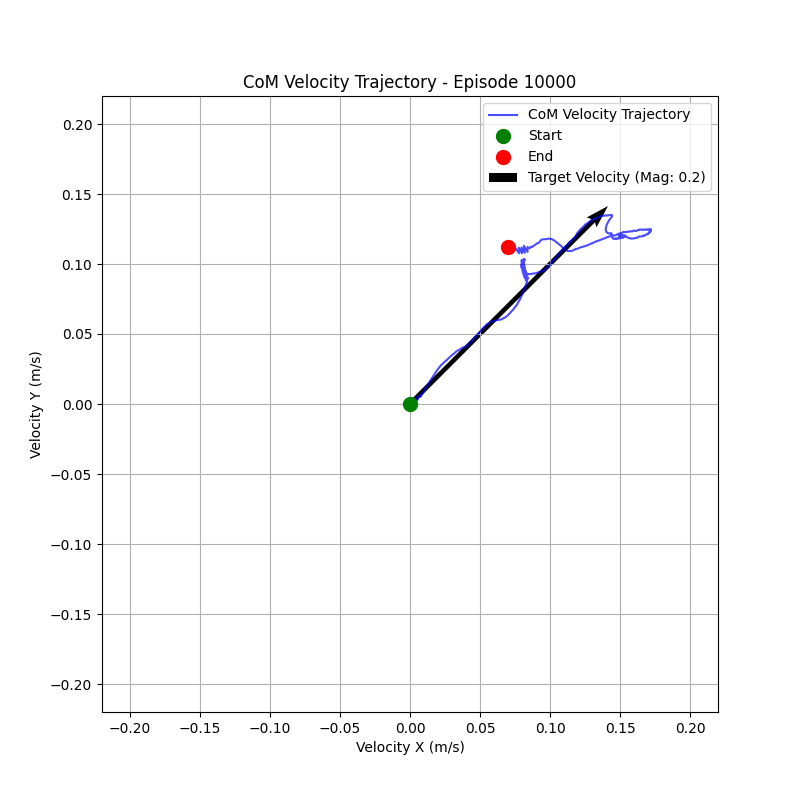 CoM Velocity Trajectory - Episode 10000
CoM Velocity Trajectory
Start
End
Target Velocity (Mag: 0.2)
Velocity Y (m/s)
0.20
0.15
0.10
0.05
0.00
−0.05
−0.10
−0.15
−0.20
−0.20 −0.15 −0.10 −0.05 0.00 0.05 0.10 0.15 0.20
Velocity X (m/s)